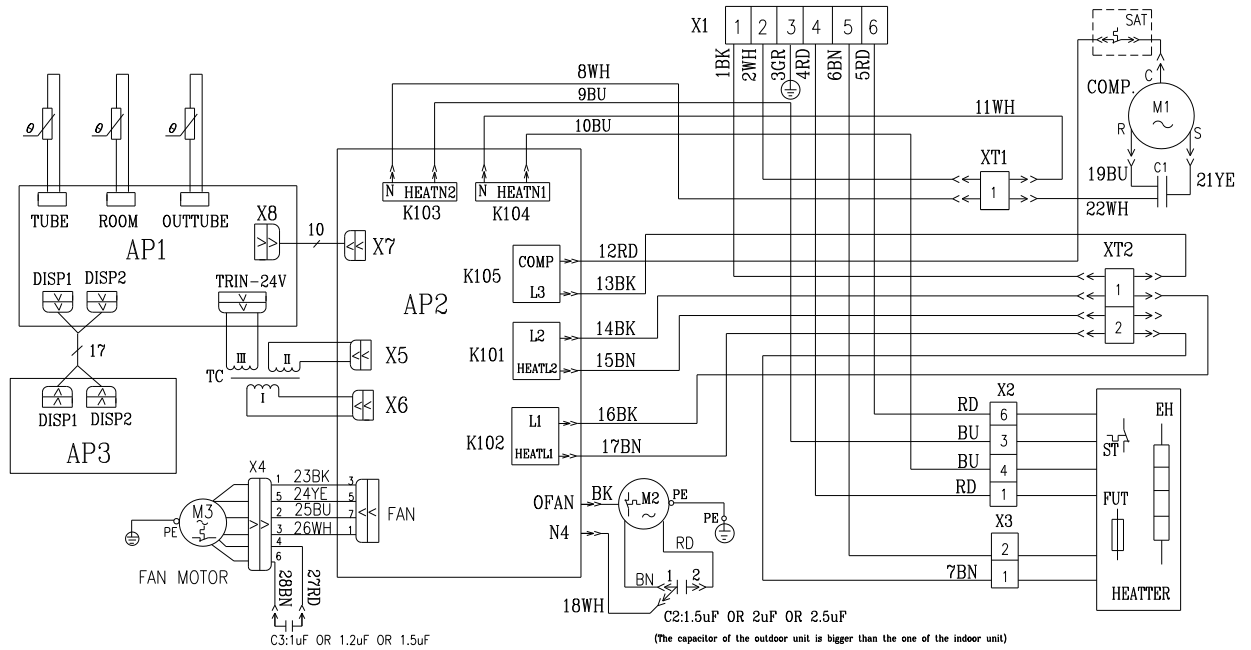 X1 1 2 3 4 5 6
SAT
1BK 2WH 3GR 4RD 6BN 5RD
C
COMP. M1
R S
19BU C1 21YE
22WH
8WH
9BU
11WH
10BU
XT1
1
θ θ θ
TUBE ROOM OUTTUBE
AP1
X8
10
X7
N HEATN2
K103
N HEATN1
K104
DISP1 DISP2
TRIN-24V
AP2
COMP
L3
K105
12RD
13BK
XT2
1
2
L2
HEATL2
K101
14BK
15BN
17
III II
TC
I
X5
X6
DISP1 DISP2
AP3
L1
HEATL1
K102
16BK
17BN
X2
RD 6
BU 3
BU 4
RD 1
X3
2
7BN 1
EH
ST
FUT
HEATTER
X4
M3
PE
FAN MOTOR
1 23BK 3
5 24YE 5
2 25BU 7
3 26WH 1
4
6
FAN
28BN 27RD
C3:1uF OR 1.2uF OR 1.5uF
OFAN BK M2 PE
PE
N4
RD
BN 1 2
18WH
C2:1.5uF OR 2uF OR 2.5uF
(The capacitor of the outdoor unit is bigger than the one of the indoor unit)